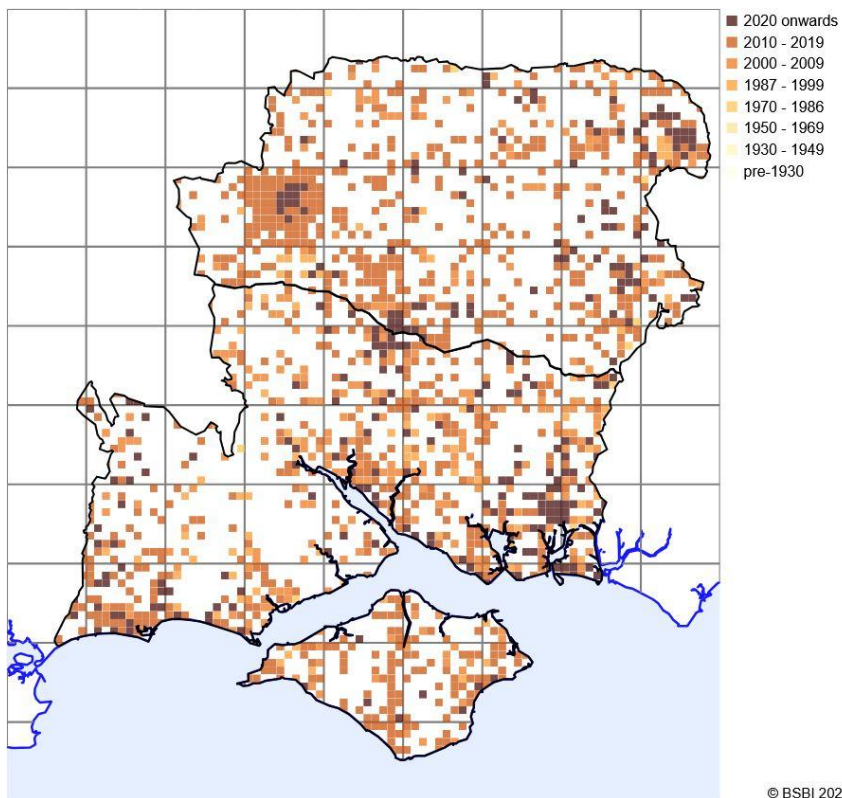 2020 onwards
2010 - 2019
2000 - 2009
1987 - 1999
1970 - 1986
1950 - 1969
1930 - 1949
pre-1930
© BSBI 202